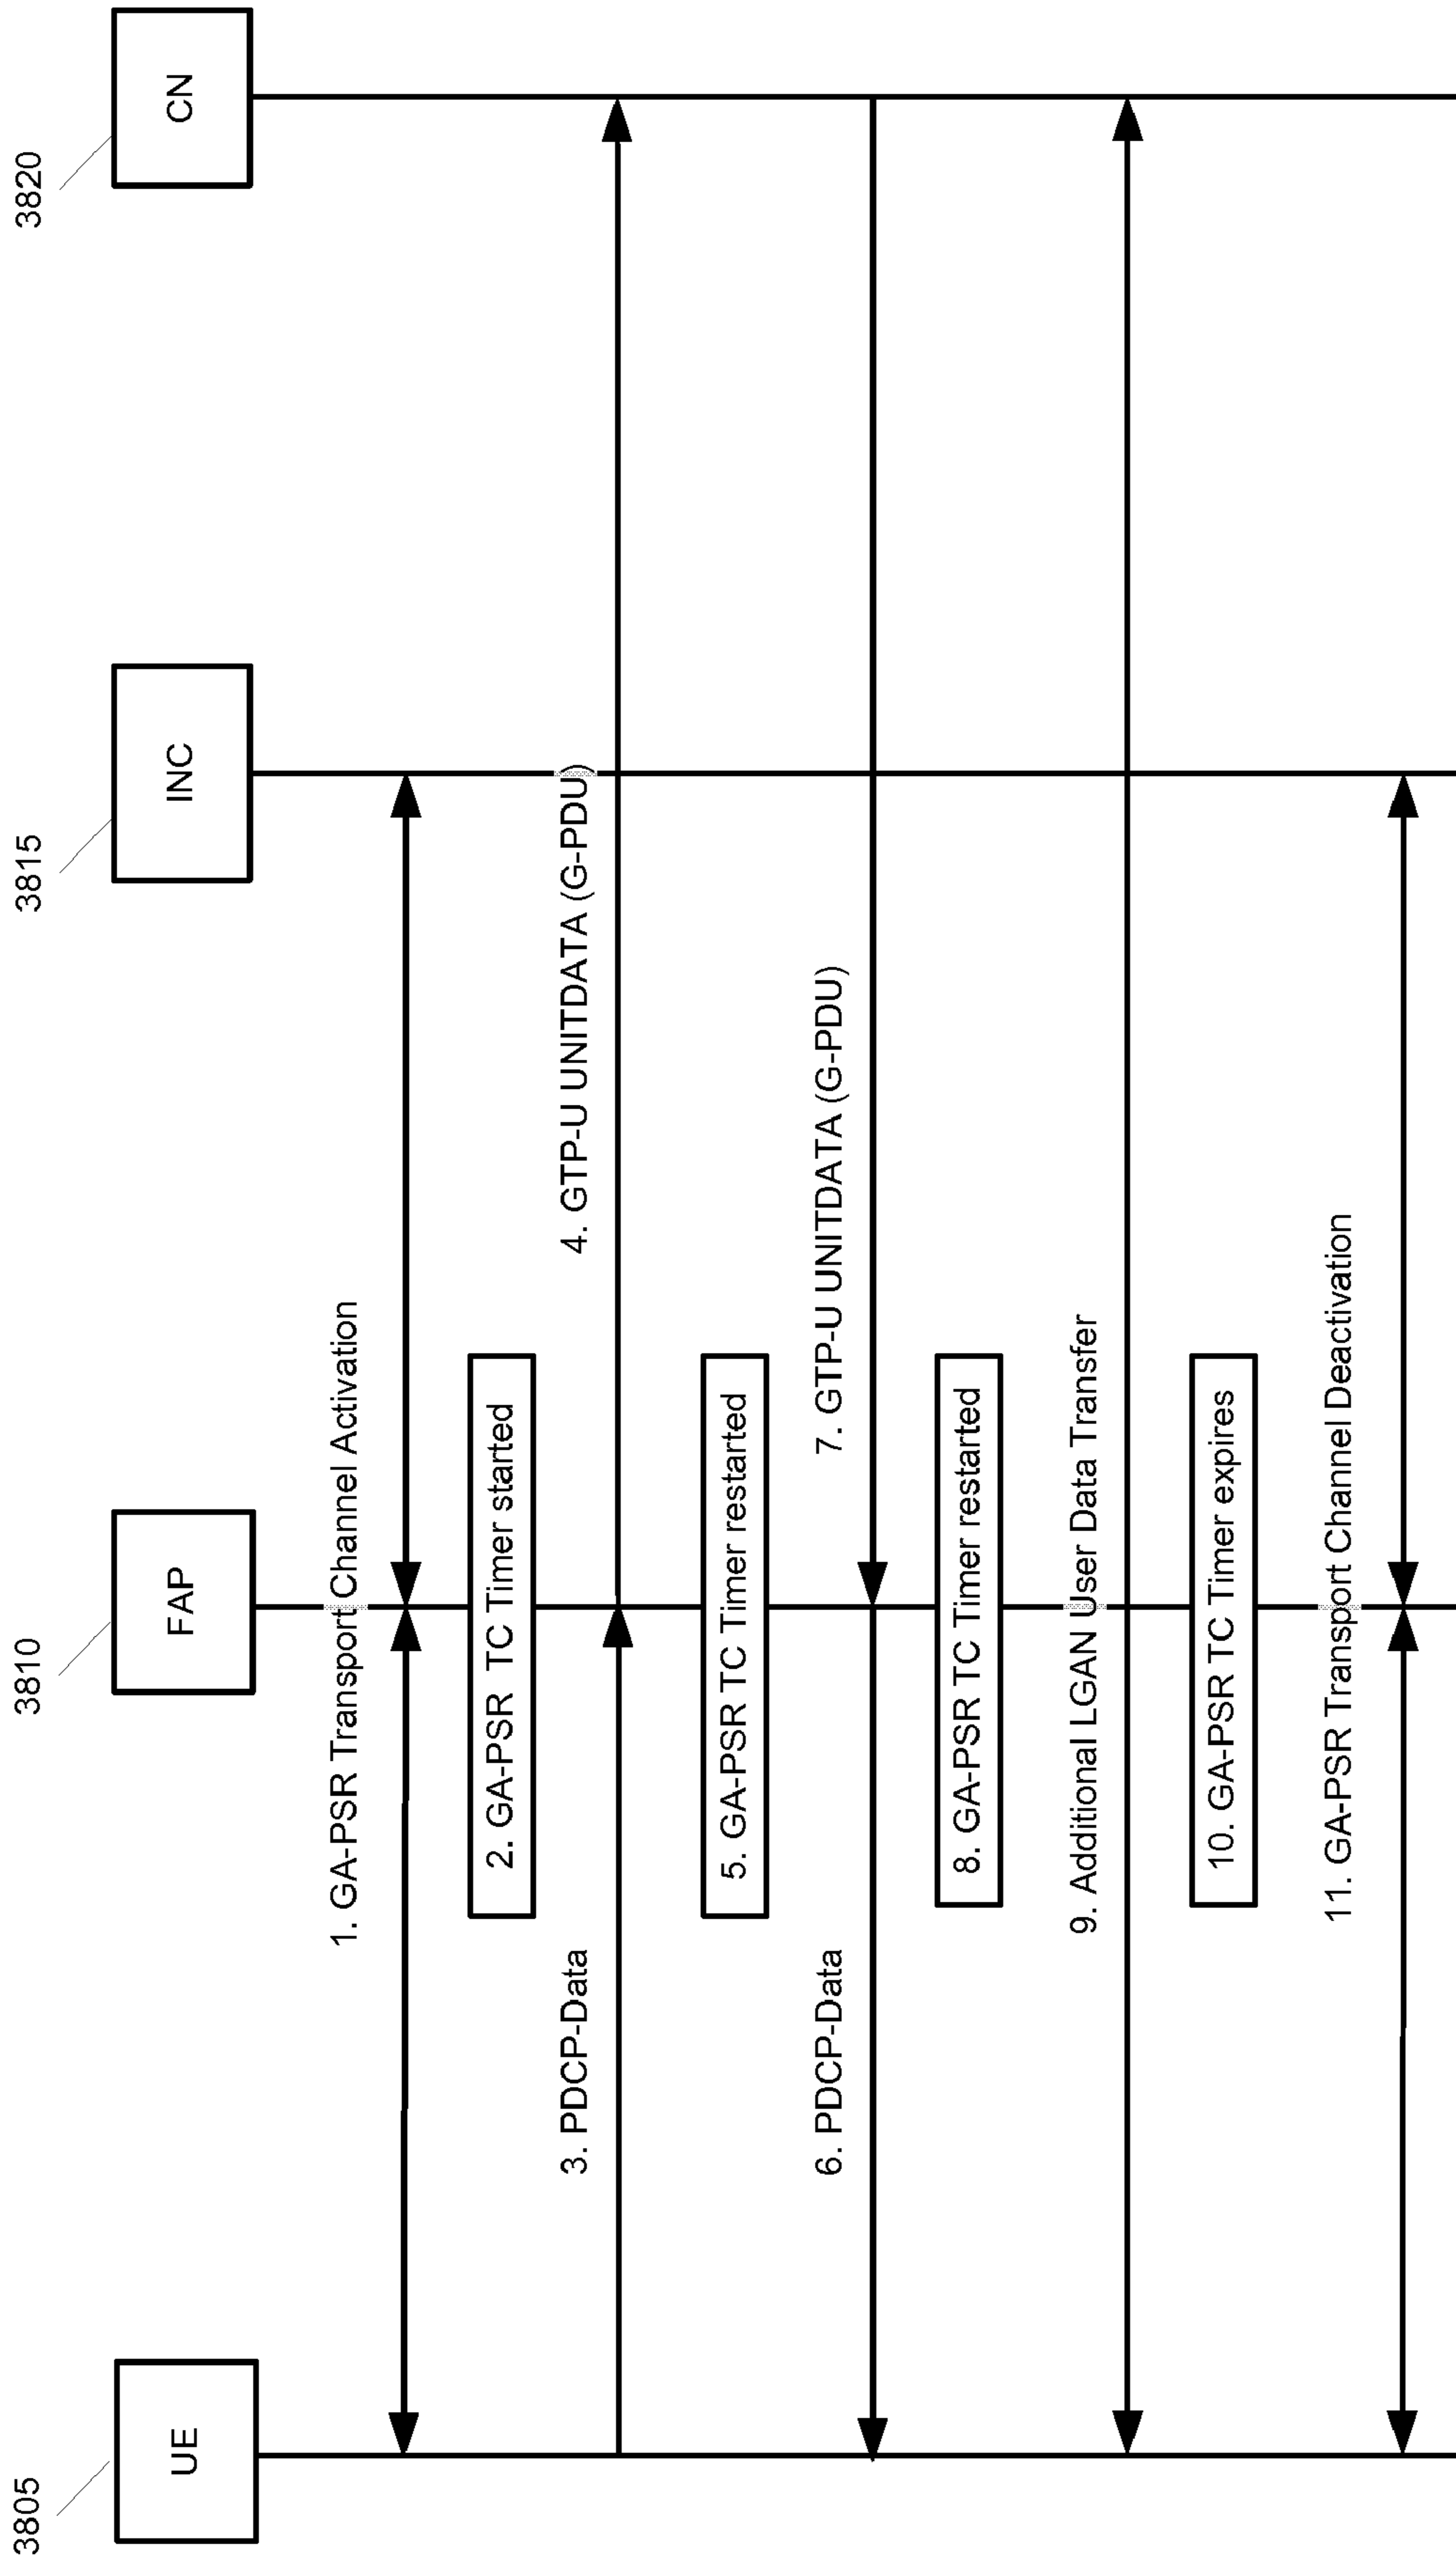 3805
3810
3815
3820
UE
FAP
INC
CN
1. GA-PSR Transport Channel Activation
2. GA-PSR TC Timer started
3. PDCP-Data
4. GTP-U UNITDATA (G-PDU)
5. GA-PSR TC Timer restarted
6. PDCP-Data
7. GTP-U UNITDATA (G-PDU)
8. GA-PSR TC Timer restarted
9. Additional LGAN User Data Transfer
10. GA-PSR TC Timer expires
11. GA-PSR Transport Channel Deactivation